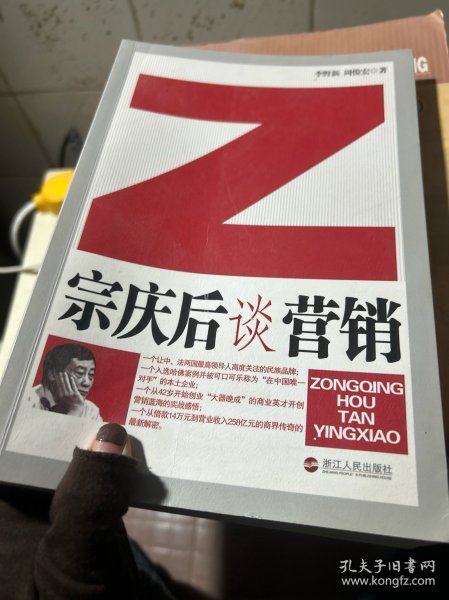 NG
李野新 周俊宏◎著
Z
宗庆后谈营销
一个让中、法两国最高领导人高度关注的民族品牌；
一个入选哈佛案例并被可口可乐称为“在中国唯一
对手”的本土企业；
一个从42岁开始创业“大器晚成”的商业英才开创
营销蓝海的实战感悟；
一个从借款14万元到营业收入258亿元的商界传奇的
最新解密。
ZONGQING
HOU
TAN
YINGXIAO
浙江人民出版社
ZHEJIANG PEOPLE'S PUBLISHING HOUSE
孔夫子旧书网
www.kongfz.com